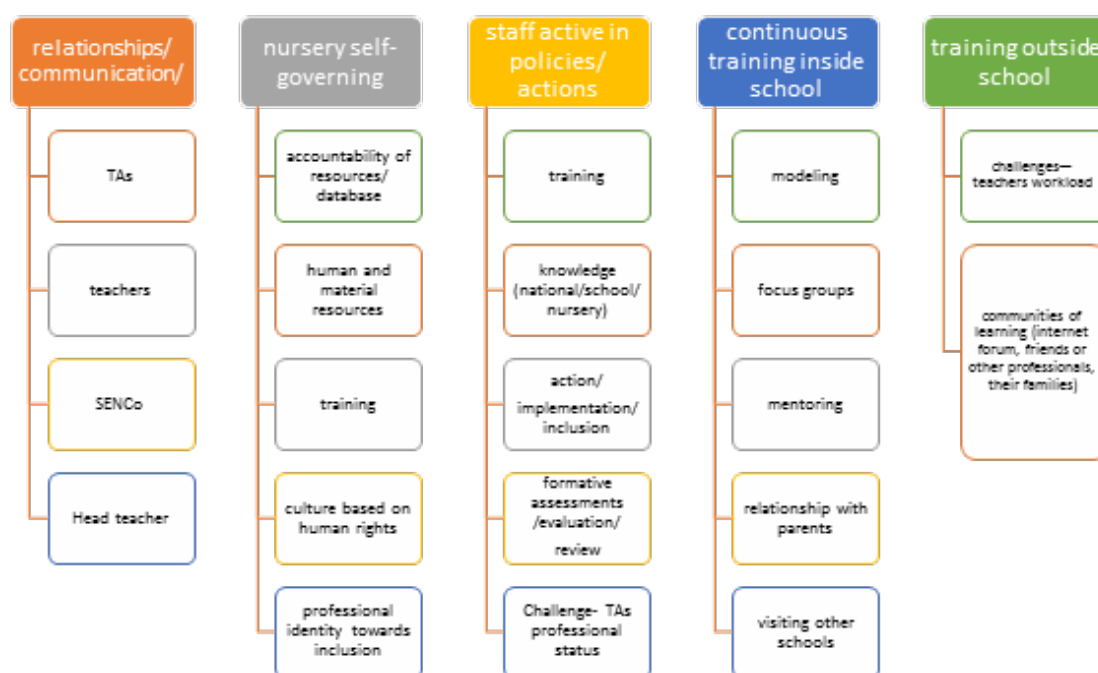 relationships/
communication/
TAs
teachers
SENCo
Head teacher
nursery self-
governing
accountability of
resources/
database
human and
material
resources
training
culture based on
human rights
professional
identity towards
inclusion
staff active in
policies/
actions
training
knowledge
(national/school/
nursery)
action/
implementation/
inclusion
formative
assessments
/evaluation/
review
Challenge- TAs
professional
status
continuous
training inside
school
modeling
focus groups
mentoring
relationship with
parents
visiting other
schools
training outside
school
challenges—
teachers workload
communities of
learning (internet
forum, friends or
other professionals,
their families)